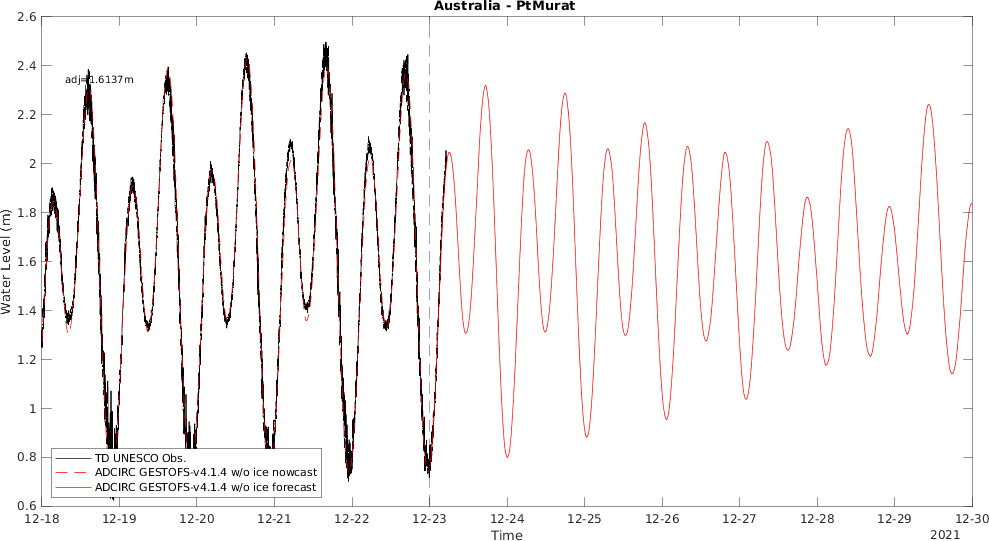 Australia - PtMurat
2.6
2.4
adj=1.6137m
2.2
2
1.8
1.6
1.4
1.2
1
0.8
0.6
Water Level (m)
TD UNESCO Obs.
ADCIRC GESTOFS-v4.1.4 w/o ice nowcast
ADCIRC GESTOFS-v4.1.4 w/o ice forecast
12-18 12-19 12-20 12-21 12-22 12-23 12-24 12-25 12-26 12-27 12-28 12-29 12-30
Time
2021